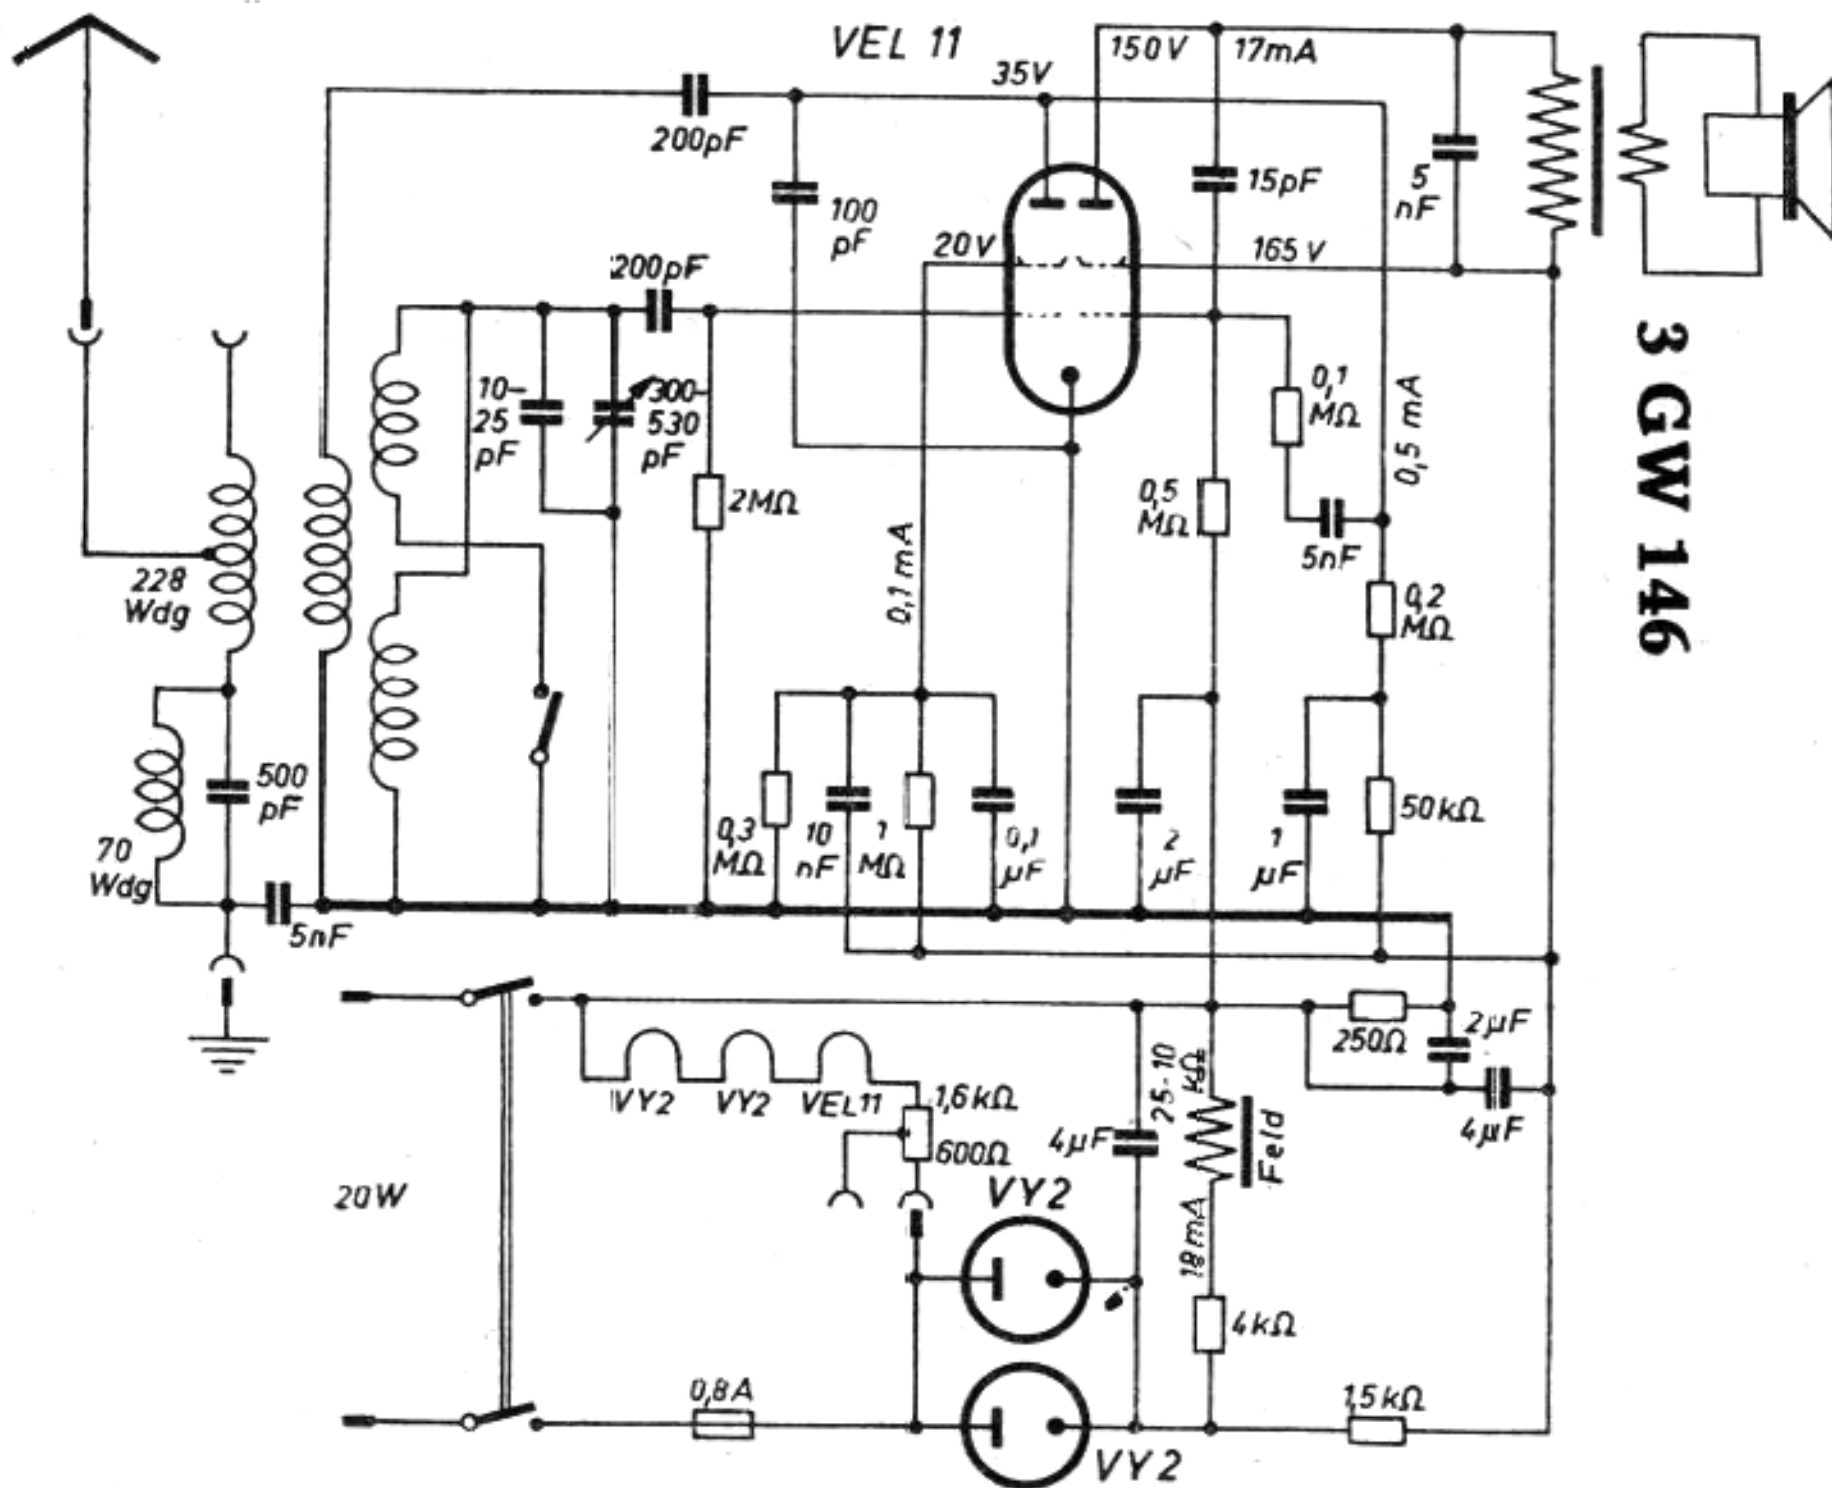 VEL 11
150V
17mA
35V
200pF
100
pF
15pF
5
nF
20V
165V
200pF
3 GW 146
10-
25
pF
300-
530
pF
2MΩ
0,1
MΩ
0,5 mA
0,5
MΩ
5nF
0,1 mA
0,2
MΩ
228
Wdg
500
pF
70
Wdg
5nF
0,3
MΩ
10
nF
1
MΩ
0,1
µF
2
µF
1
µF
50kΩ
250Ω
2µF
4µF
VY2
VY2
VEL11
1,6kΩ
600Ω
4µF
25-10
kΩ
Feld
20W
VY2
18mA
4kΩ
0,8A
1,5kΩ
VY2